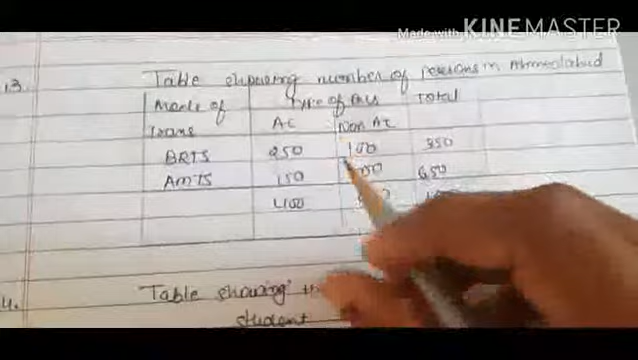 Made with KINEMASTER
13. Table showing number of persons in Ahmedabad
Mode of Type of Bus Total
Trans AC Non AC
BRTS 250 100 350
AMTS 150 650
400
14. Table showing
student